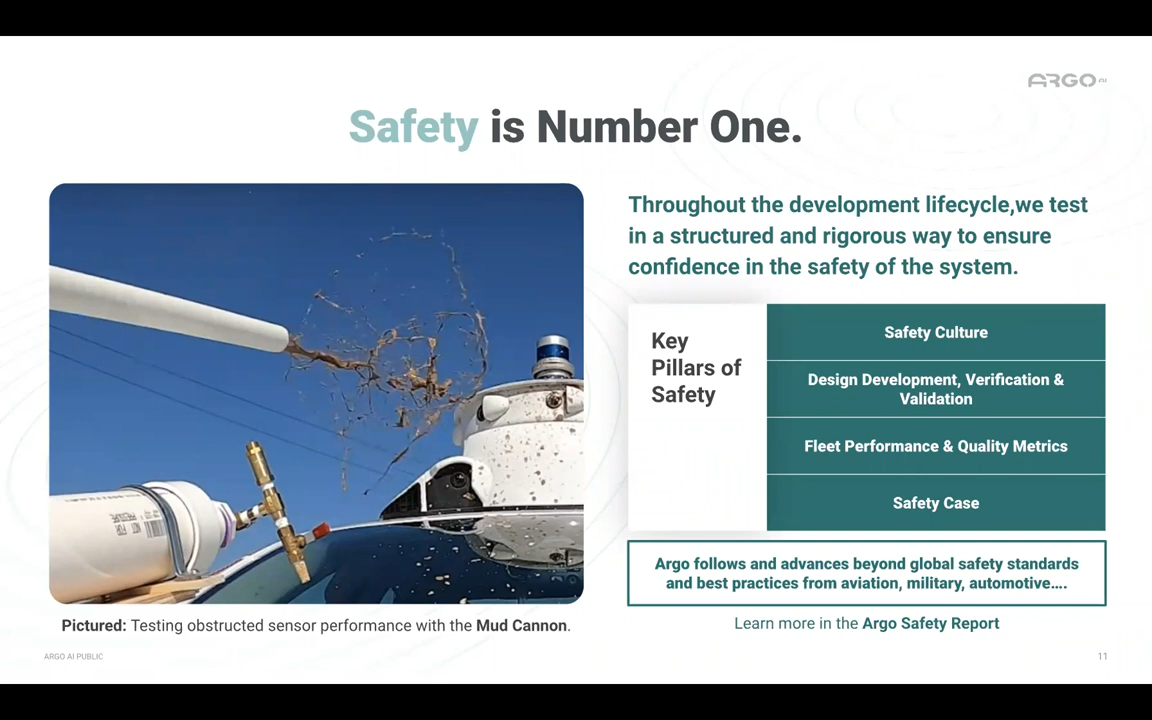 ARGO AI
Safety is Number One.
Throughout the development lifecycle,we test
in a structured and rigorous way to ensure
confidence in the safety of the system.
Key
Pillars of
Safety
Safety Culture
Design Development, Verification &
Validation
Fleet Performance & Quality Metrics
Safety Case
Argo follows and advances beyond global safety standards
and best practices from aviation, military, automotive....
Learn more in the Argo Safety Report
Pictured: Testing obstructed sensor performance with the Mud Cannon.
ARGO AI PUBLIC
11